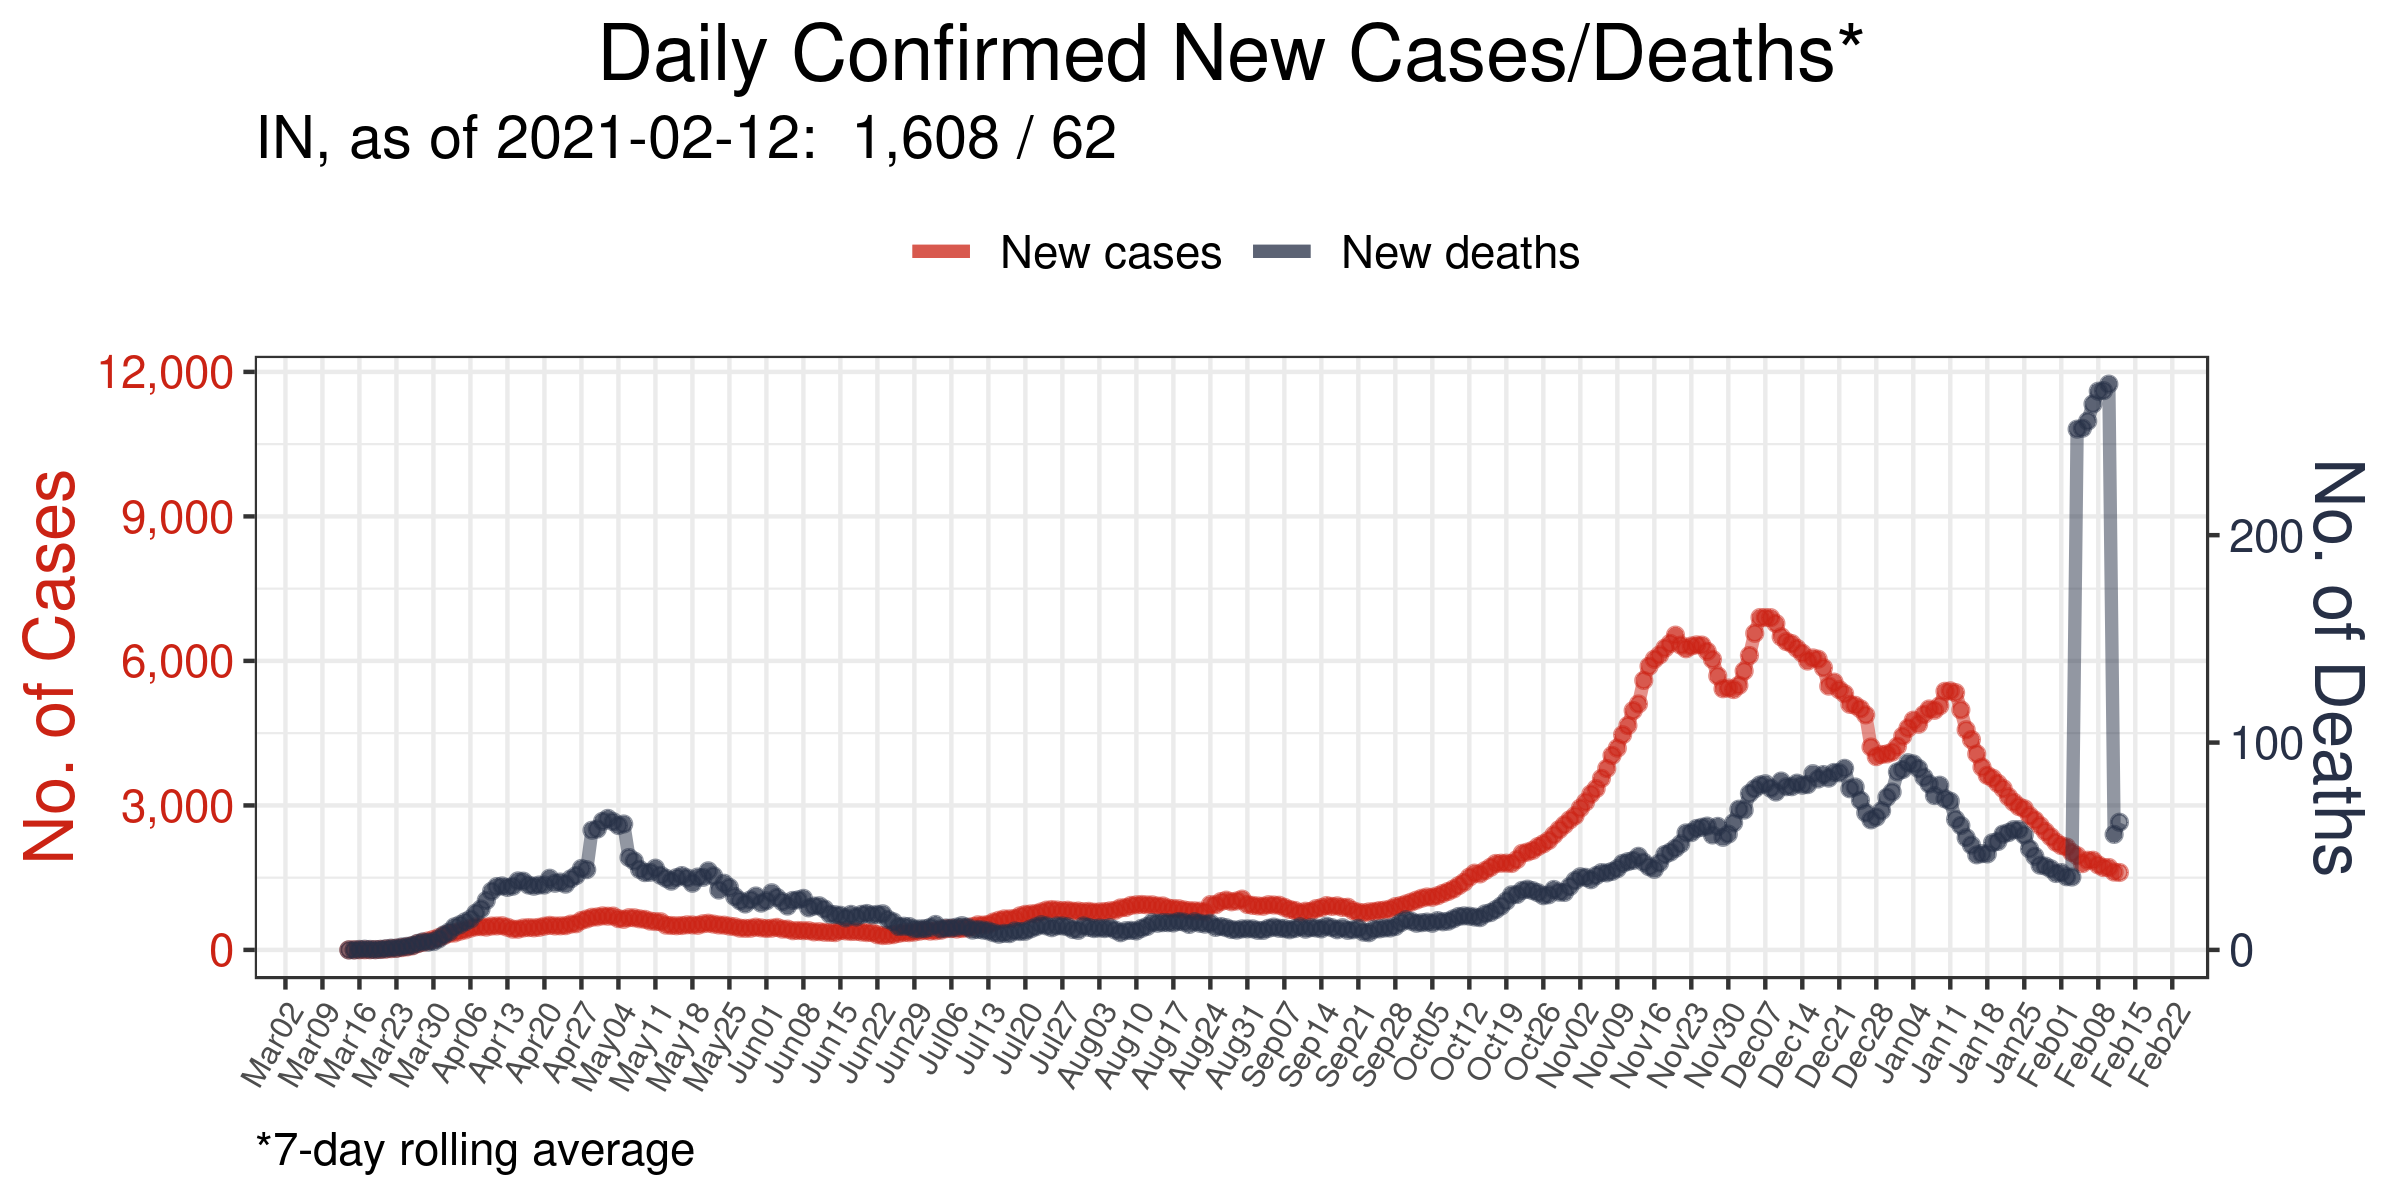 Daily Confirmed New Cases/Deaths*
IN, as of 2021-02-12:  1,608 / 62
New cases
New deaths
No. of Cases
12,000
9,000
6,000
3,000
0
No. of Deaths
200
100
0
Mar02
Mar09
Mar16
Mar23
Mar30
Apr06
Apr13
Apr20
Apr27
May04
May11
May18
May25
Jun01
Jun08
Jun15
Jun22
Jun29
Jul06
Jul13
Jul20
Jul27
Aug03
Aug10
Aug17
Aug24
Aug31
Sep07
Sep14
Sep21
Sep28
Oct05
Oct12
Oct19
Oct26
Nov02
Nov09
Nov16
Nov23
Nov30
Dec07
Dec14
Dec21
Dec28
Jan04
Jan11
Jan18
Jan25
Feb01
Feb08
Feb15
Feb22
*7-day rolling average